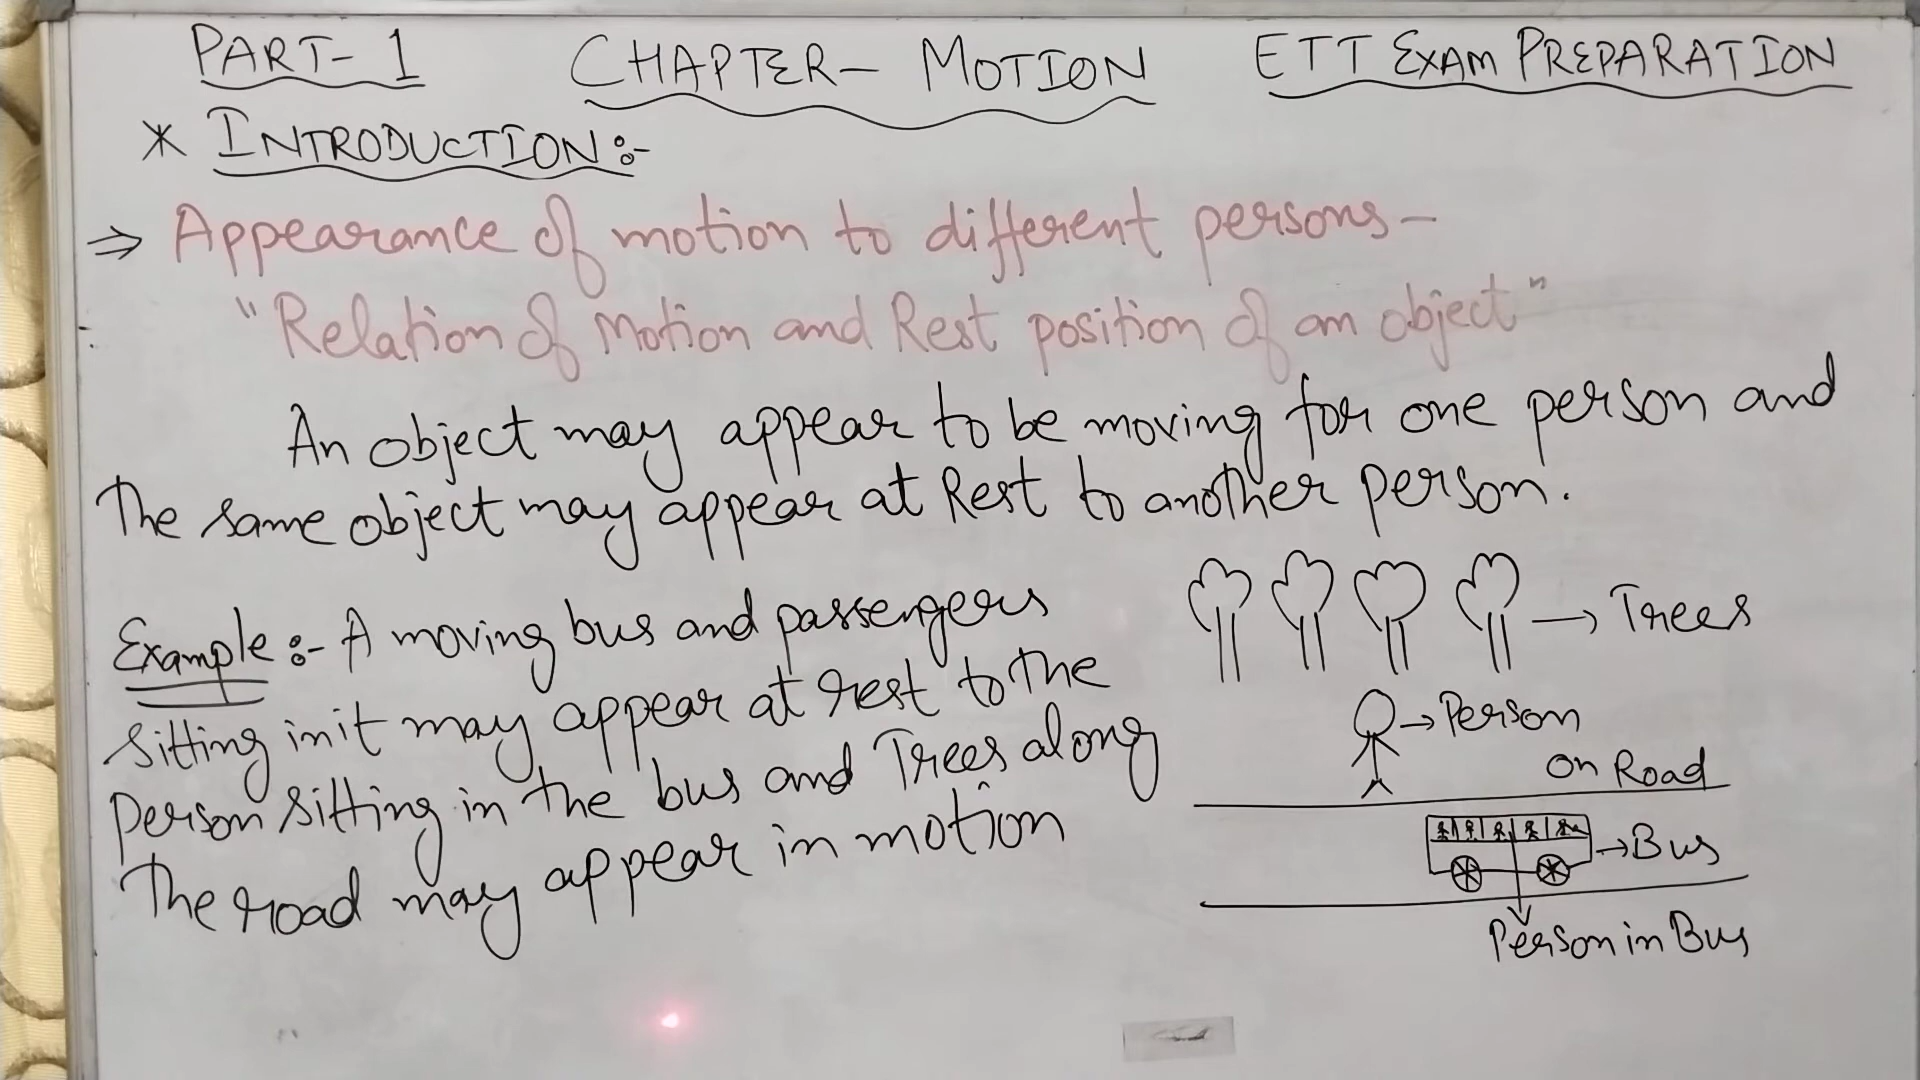 PART-1 CHAPTER- MOTION ETT EXAM PREPARATION
* INTRODUCTION:-
⇒ Appearance of motion to different persons-
"Relation of Motion and Rest position of an object"
An object may appear to be moving for one person and
The same object may appear at Rest to another person.
Example:- A moving bus and passengers
sitting in it may appear at rest to the
person sitting in the bus and Trees along
The road may appear in motion
→ Trees
→ Person
on Road
→ Bus
Person in Bus